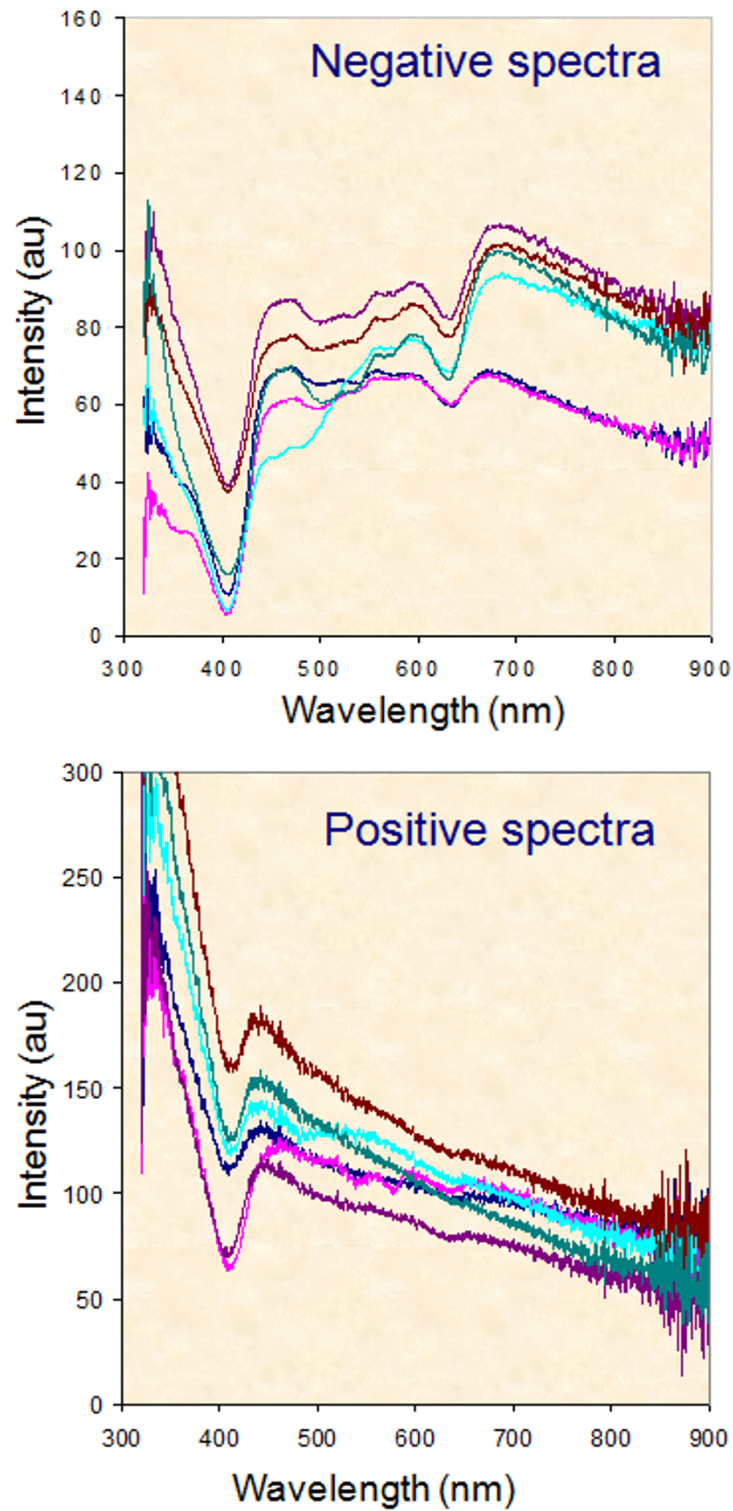 Negative spectra
Intensity (au)
160
140
120
100
80
60
40
20
0
300 400 500 600 700 800 900
Wavelength (nm)
Positive spectra
Intensity (au)
300
250
200
150
100
50
0
300 400 500 600 700 800 900
Wavelength (nm)